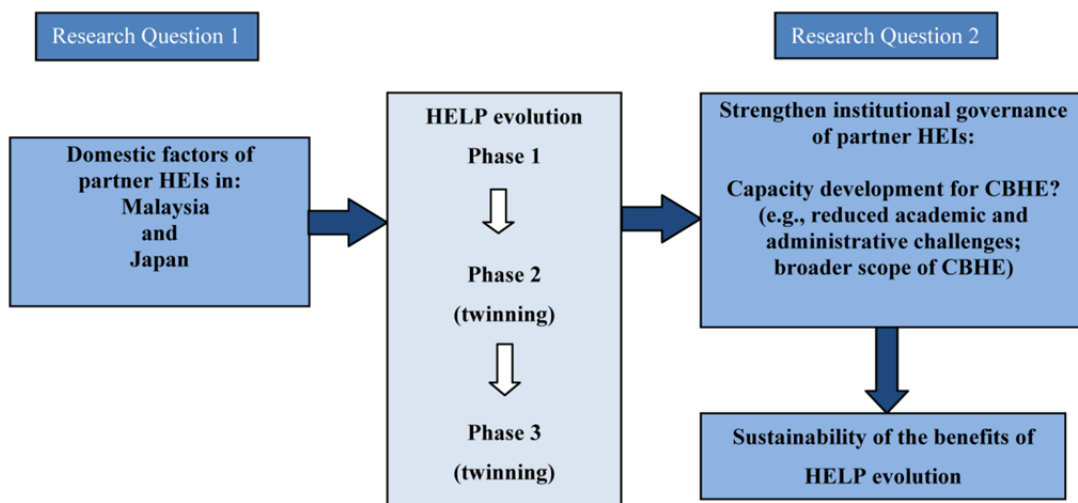 Research Question 1
Research Question 2
Domestic factors of
partner HEIs in:
Malaysia
and
Japan
HELP evolution
Phase 1
Phase 2
(twinning)
Phase 3
(twinning)
Strengthen institutional governance
of partner HEIs:
Capacity development for CBHE?
(e.g., reduced academic and
administrative challenges;
broader scope of CBHE)
Sustainability of the benefits of
HELP evolution